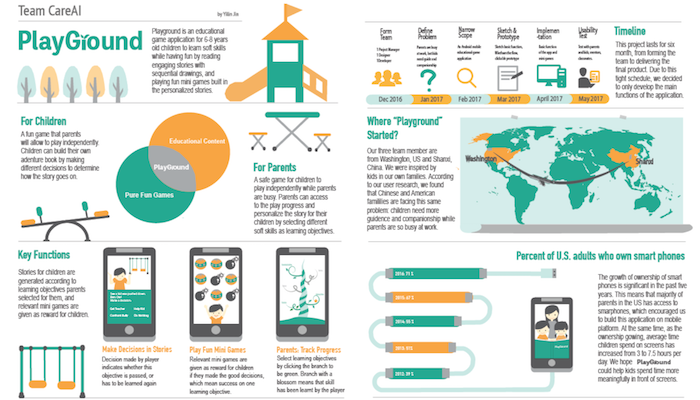 Team CareAI
by Yilin Jin
PlayGround
Playground is an educational
game application for 6-8 years
old children to learn soft skills
while having fun by reading
engaging stories with
sequential drawings, and
playing fun mini games built in
the personalized stories.
For Children
A fun game that parents
will allow to play independently.
Children can build their own
adenture book by making
different decisions to determine
how the story goes on.
Educational Content
PlayGround
Pure Fun Games
For Parents
A safe game for children to
play independently while parents
are busy. Parents can access
to the play progress and
personalize the story for their
children by selecting different
soft skills as learning objectives.
Key Functions
Stories for children are
generated according to
learning objectives parents
selected for them, and
relevant mini games are
given as reward for children.
Make Decisions in Stories
Decision made by player
indicates whether this
objective is passed, or
has to be learned again
Play Fun Mini Games
Relevant mini games are
given as reward for children
if they made the good decisions,
which mean success on one
learning objective.
Parents: Track Progress
Select learning objectives
by clicking the branch to
be green. Branch with a
blossom means that skill
has been learnt by the player
Form
Team
Define
Problem
Narrow
Scope
Sketch &
Prototype
Implemen
-tation
Usability
Test
Dec 2016
Jan 2017
Feb 2017
Mar 2017
April 2017
May 2017
Timeline
This project lasts for six
month, from forming the
team to delivering the
final product. Due to this
tight schedule, we decided
to only develop the main
functions of the application.
Where "Playground"
Started?
Our three team member are
from Washington, US and Shanxi,
China. We were inspired by
kids in our own families. According
to our user research, we found
that Chinese and American
families are facing this same
problem: children need more
guidance and companionship while
parents are so busy at work.
Washington
Percent of U.S. adults who own smart phones
The growth of ownership of smart
phones is significant in the past five
years. This means that majority of
parents in the US has access to
smarphones, which encouraged us
to build this application on mobile
platform. At the same time, as the
ownership growing, average time
children spend on screens has
increased from 3 to 7.5 hours per
day. We hope PlayGround
could help kids spend time more
meaningfully in front of screens.